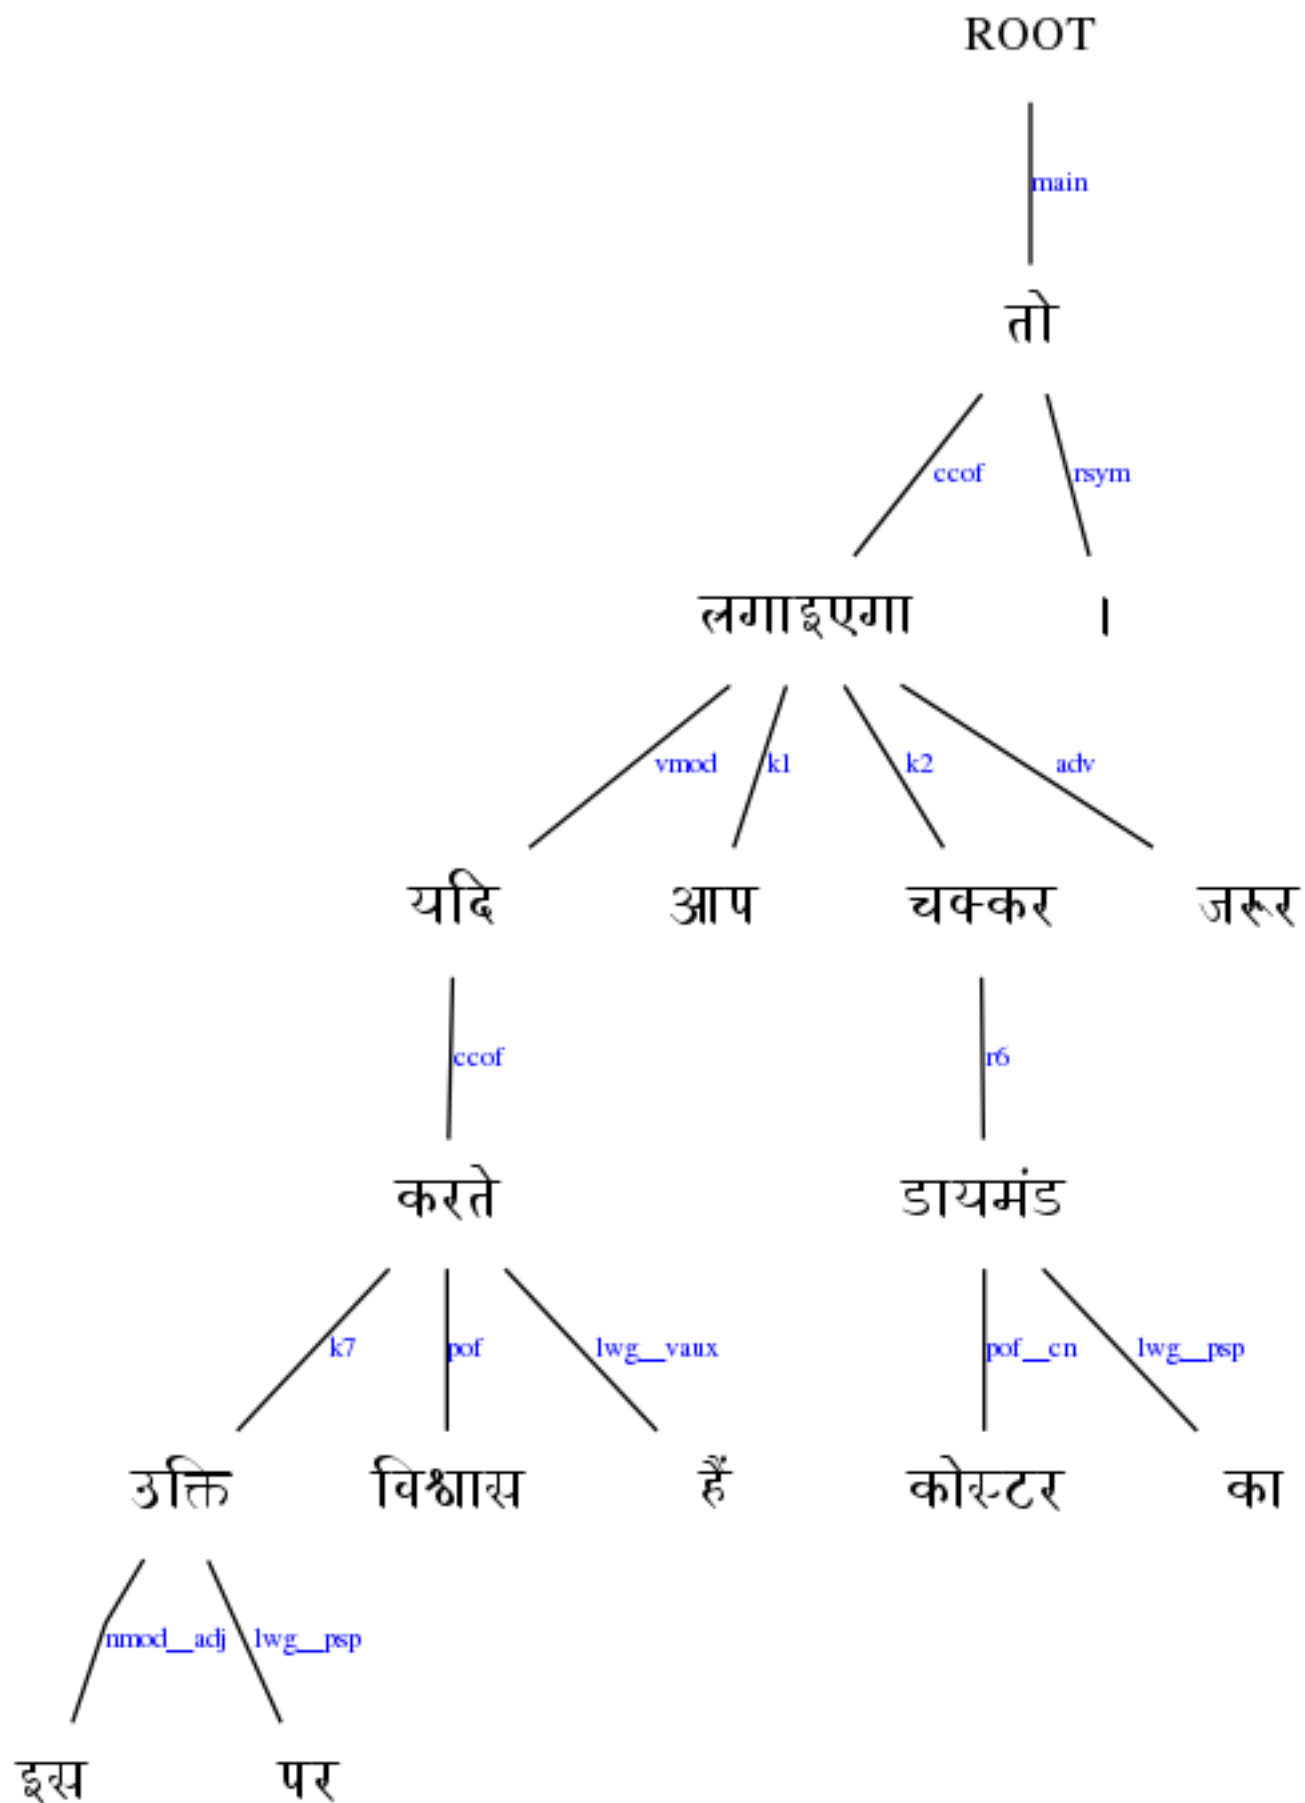 ROOT
main
तो
ccof rsym
लगाइएगा ।
vmod k1 k2 adv
यदि आप चक्कर जरूर
ccof r6
करते डायमंड
k7 pof lwg__vaux pof__cn lwg__psp
उक्ति विश्वास हैं कोस्टर का
nmod__adj lwg__psp
इस पर